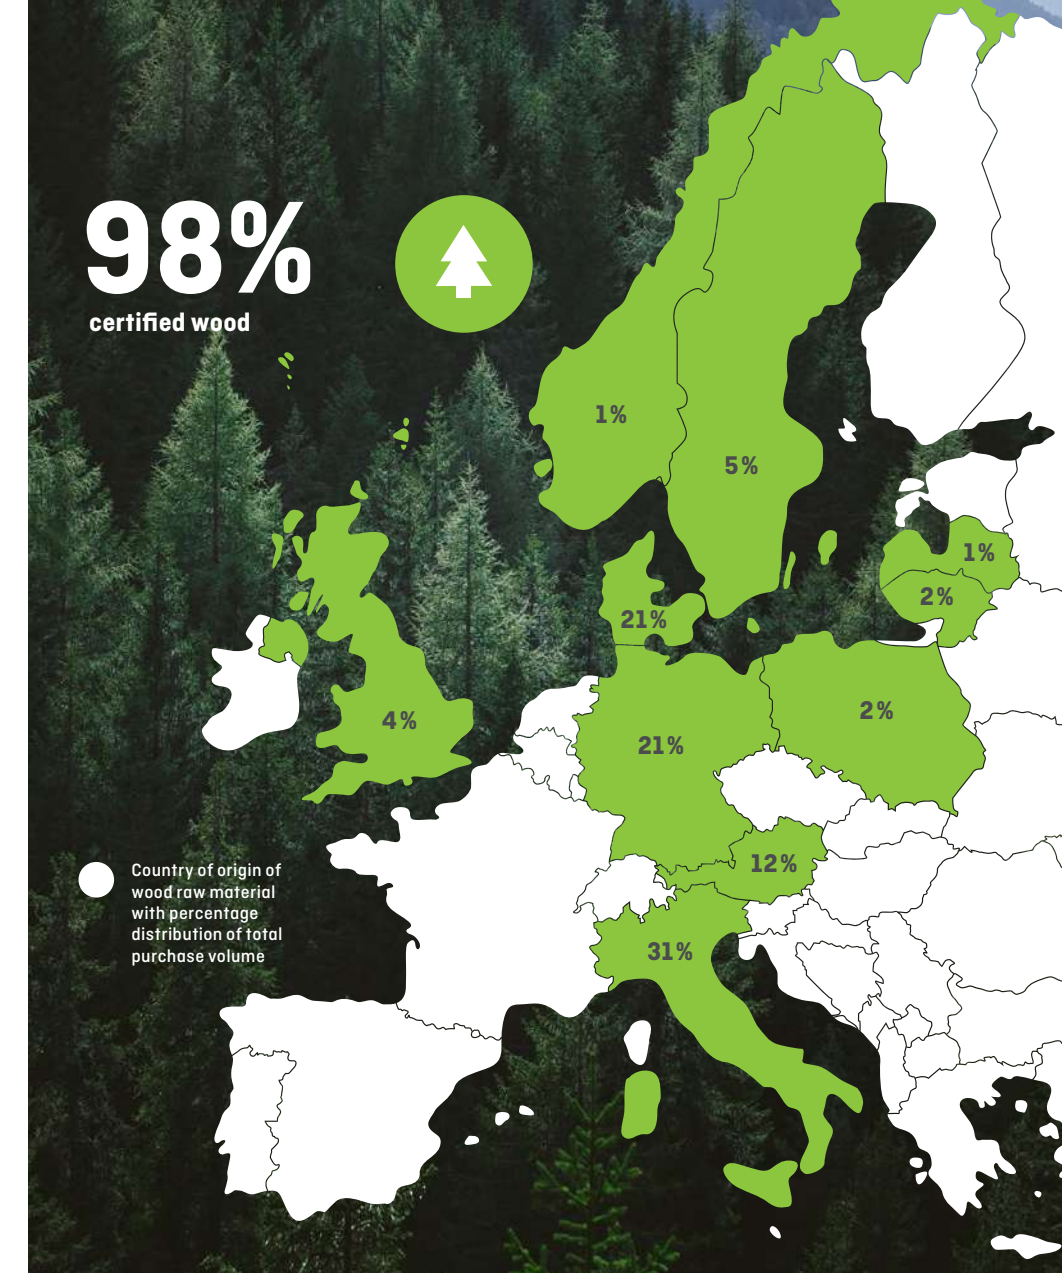 98%
certified wood
1%
5%
1%
2%
21%
4%
2%
21%
12%
31%
Country of origin of
wood raw material
with percentage
distribution of total
purchase volume